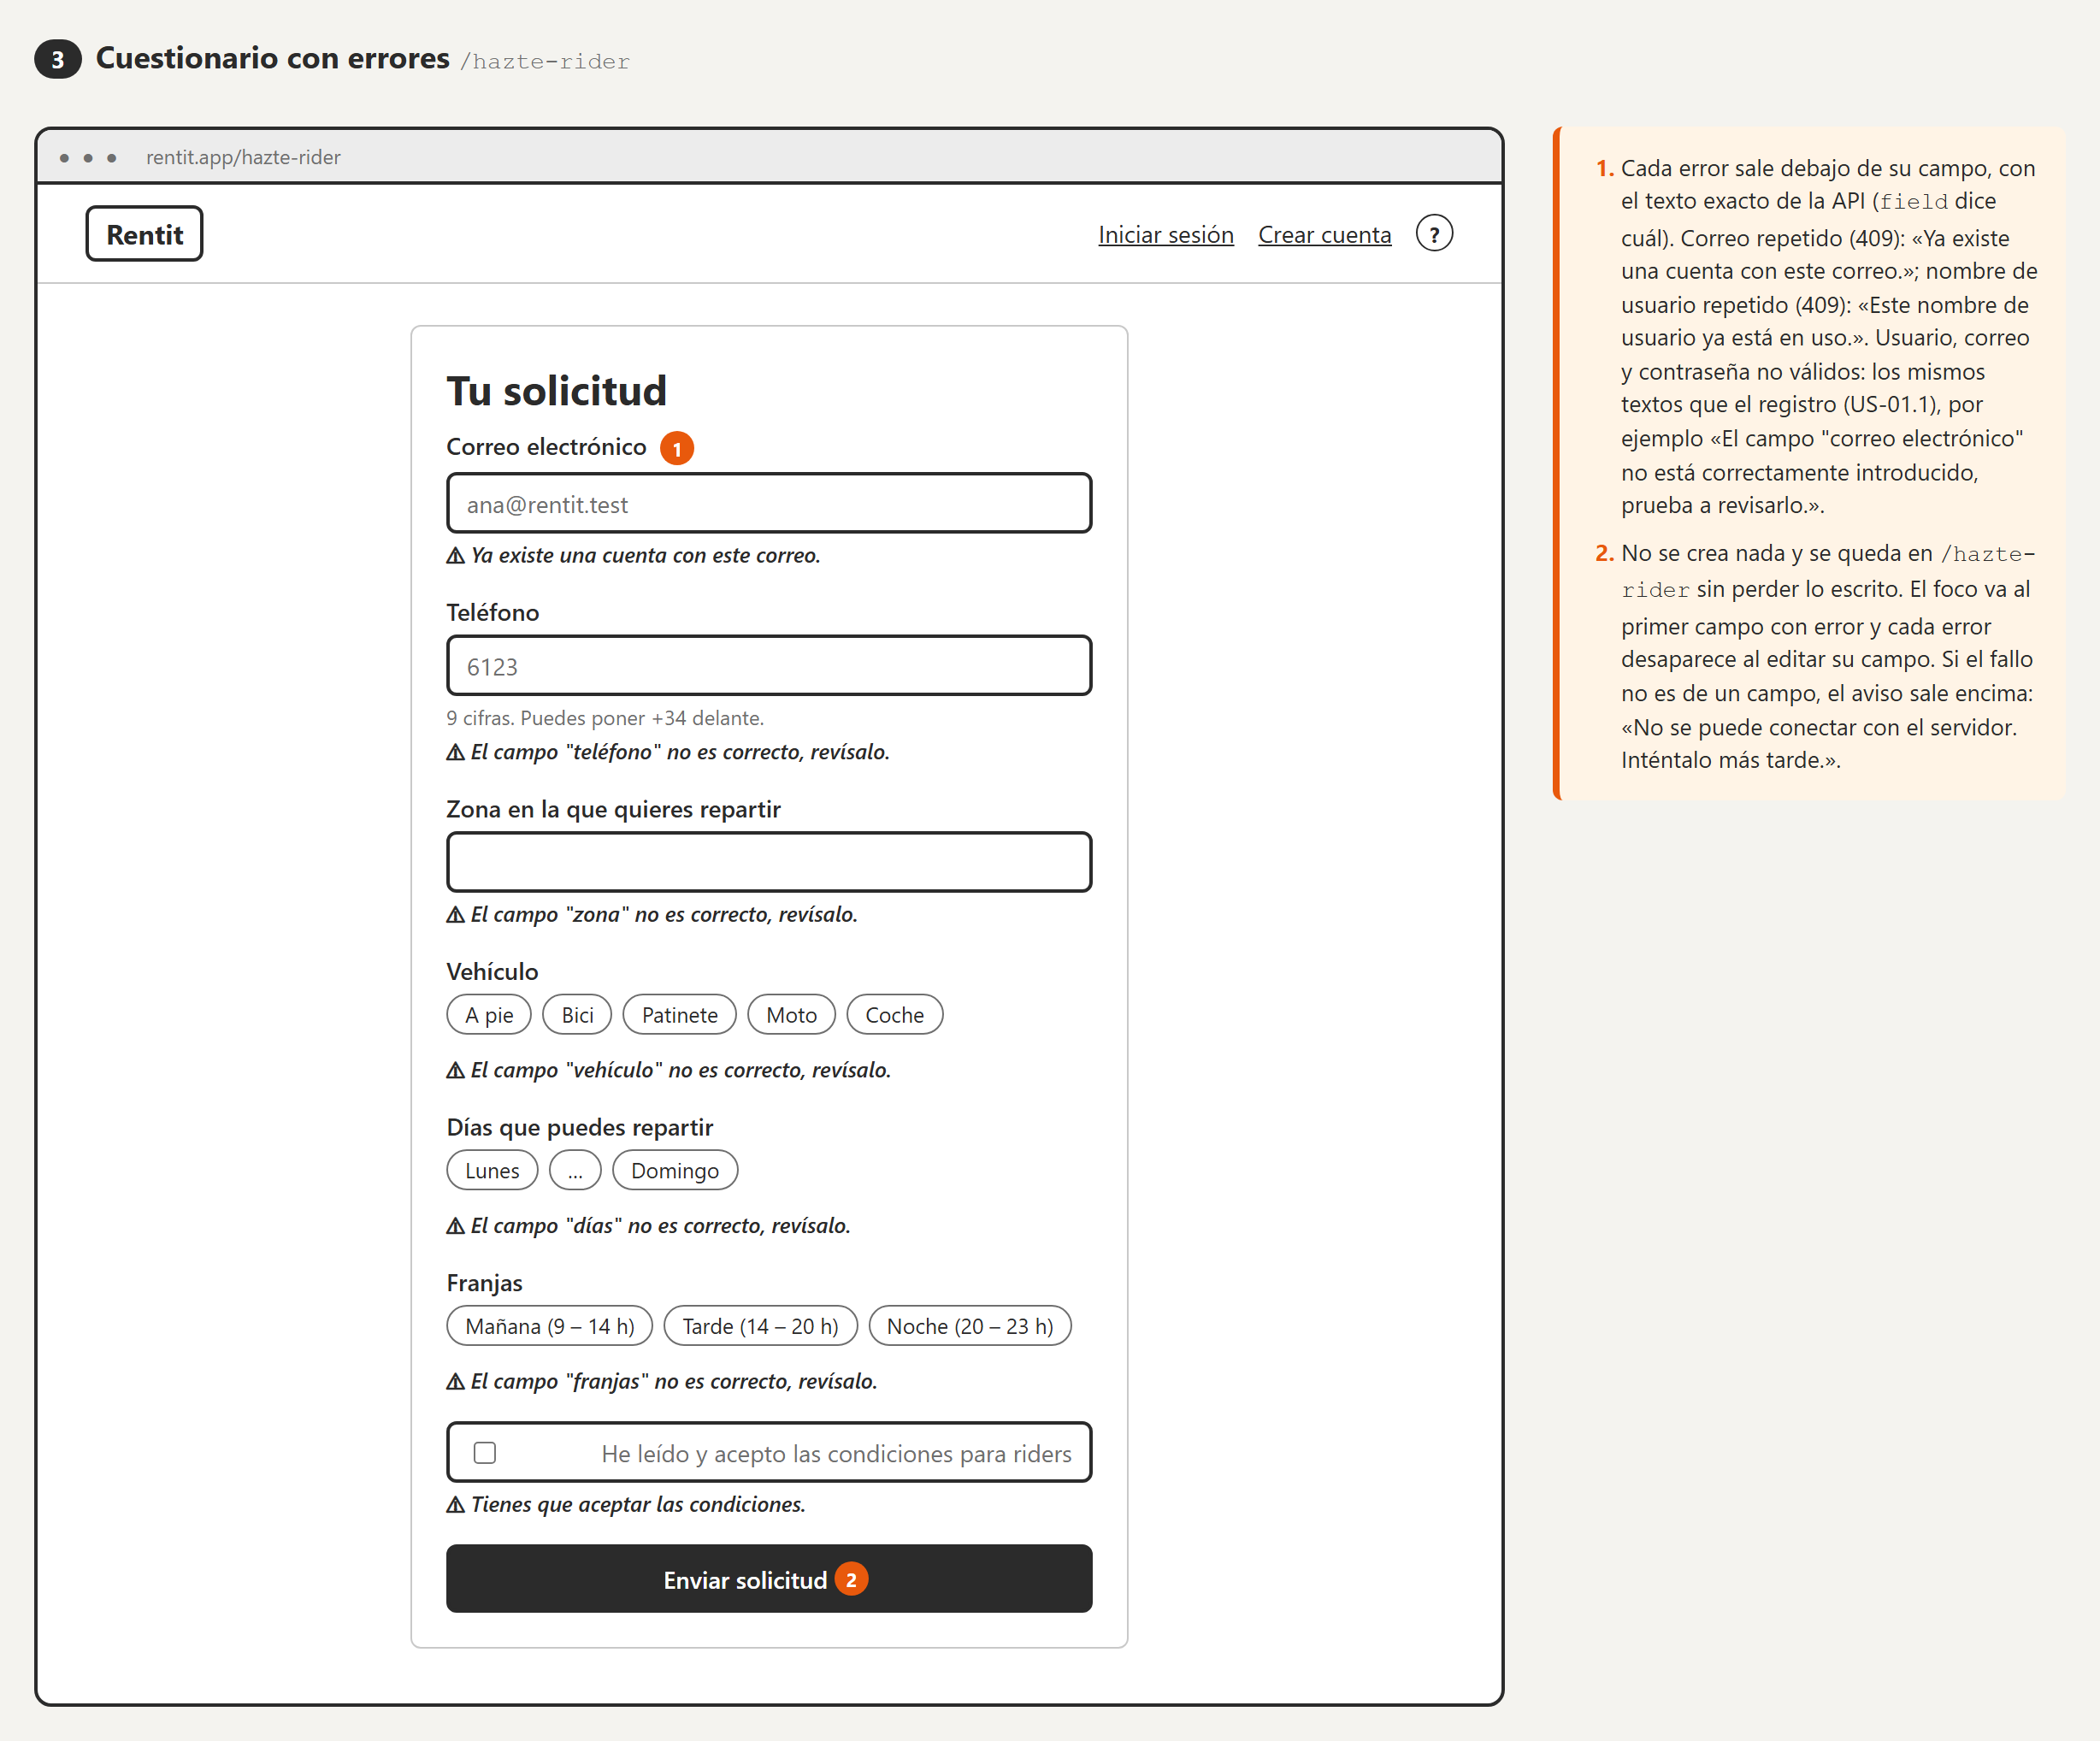 3 Cuestionario con errores /hazte-rider
rentit.app/hazte-rider
Rentit
Iniciar sesión Crear cuenta ?
Tu solicitud
Correo electrónico 1
ana@rentit.test
⚠ Ya existe una cuenta con este correo.
Teléfono
6123
9 cifras. Puedes poner +34 delante.
⚠ El campo "teléfono" no es correcto, revísalo.
Zona en la que quieres repartir
⚠ El campo "zona" no es correcto, revísalo.
Vehículo
A pie Bici Patinete Moto Coche
⚠ El campo "vehículo" no es correcto, revísalo.
Días que puedes repartir
Lunes ... Domingo
⚠ El campo "días" no es correcto, revísalo.
Franjas
Mañana (9 – 14 h) Tarde (14 – 20 h) Noche (20 – 23 h)
⚠ El campo "franjas" no es correcto, revísalo.
He leído y acepto las condiciones para riders
⚠ Tienes que aceptar las condiciones.
Enviar solicitud 2
1. Cada error sale debajo de su campo, con
el texto exacto de la API (field dice
cuál). Correo repetido (409): «Ya existe
una cuenta con este correo.»; nombre de
usuario repetido (409): «Este nombre de
usuario ya está en uso.». Usuario, correo
y contraseña no válidos: los mismos
textos que el registro (US-01.1), por
ejemplo «El campo "correo electrónico"
no está correctamente introducido,
prueba a revisarlo.».
2. No se crea nada y se queda en /hazte-
rider sin perder lo escrito. El foco va al
primer campo con error y cada error
desaparece al editar su campo. Si el fallo
no es de un campo, el aviso sale encima:
«No se puede conectar con el servidor.
Inténtalo más tarde.».